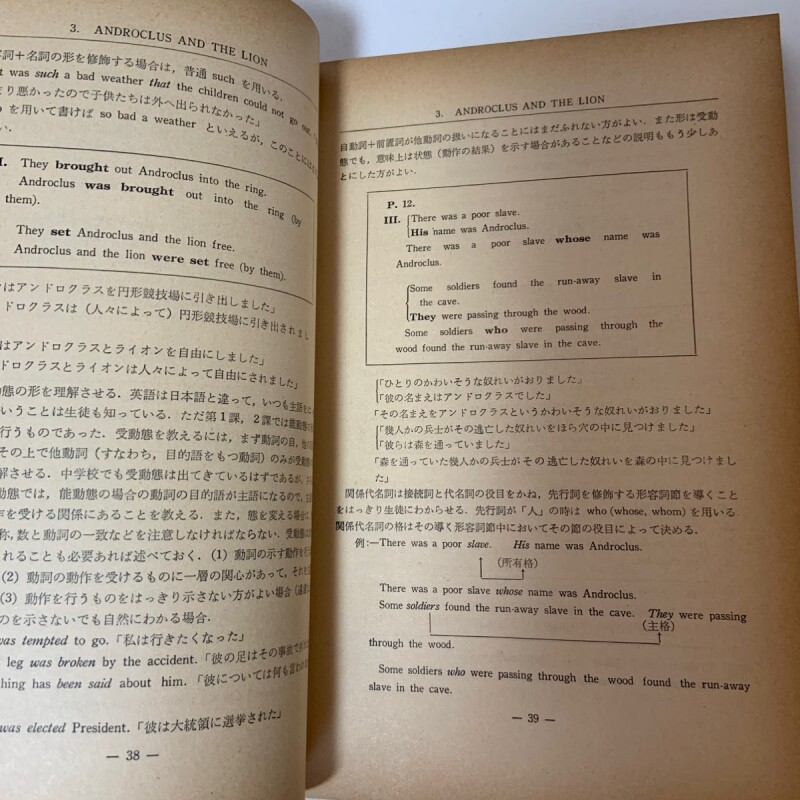 3. ANDROCLUS AND THE LION
詞+名詞の形を修飾する場合は，普通 such を用いる．
was such a bad weather that the children could not go out.
り悪かったので子供たちは外へ出られなかった」
を用いて書けば so bad a weather といえるが，このことには
い．
They brought out Androclus into the ring.
Androclus was brought out into the ring (by
them).
They set Androclus and the lion free.
Androclus and the lion were set free (by them).
はアンドロクラスを円形競技場に引き出しました」
ドロクラスは（人々によって）円形競技場に引き出されまし
はアンドロクラスとライオンを自由にしました」
ドロクラスとライオンは人々によって自由にされました」
動態の形を理解させる．英語は日本語と違って，いつも主語を
いうことは生徒も知っている．ただ第1課，2課では能動態
行うものであった．受動態を教えるには，まず動詞の自，他
その上で他動詞（すなわち，目的語をもつ動詞）のみが受動態
解させる．中学校でも受動態は出てきているはずであるが，
動態では，能動態の場合の動詞の目的語が主語になるので，
作を受ける関係にあることを教える．また，態を変える場合
称，数と動詞の一致などを注意しなければならない．受動態
れることも必要あれば述べておく．(1) 動詞の示す動作を行
(2) 動詞の動作を受けるものに一層の関心があって，それを
(3) 動作を行うものをはっきり示さない方がよい場合
のを示さないでも自然にわかる場合．
was tempted to go.「私は行きたくなった」
leg was broken by the accident.「彼の足はその事故で
thing has been said about him.「彼については何も言われ
was elected President.「彼は大統領に選挙された」
— 38 —
3. ANDROCLUS AND THE LION
自動詞+前置詞が他動詞の扱いになることにはまだふれない方がよい．また形は受動
態でも，意味上は状態（動作の結果）を示す場合があることなどの説明ももう少しあ
とにした方がよい．
P. 12.
III. There was a poor slave.
His name was Androclus.
There was a poor slave whose name was
Androclus.
Some soldiers found the run-away slave in
the cave.
They were passing through the wood.
Some soldiers who were passing through the
wood found the run-away slave in the cave.
「ひとりのかわいそうな奴れいがおりました」
「彼の名まえはアンドロクラスでした」
「その名まえをアンドロクラスというかわいそうな奴れいがおりました」
「幾人かの兵士がその逃亡した奴れいをほら穴の中に見つけました」
「彼らは森を通っていました」
「森を通っていた幾人かの兵士がその逃亡した奴れいを森の中に見つけまし
た」
関係代名詞は接続詞と代名詞の役目をかね，先行詞を修飾する形容詞節を導くこと
をはっきり生徒にわからせる．先行詞が「人」の時は who (whose, whom) を用いる．
関係代名詞の格はその導く形容詞節中においてその節の役目によって決める．
例:—There was a poor slave. His name was Androclus.
(所有格)
There was a poor slave whose name was Androclus.
Some soldiers found the run-away slave in the cave. They were passing
(主格)
through the wood.
Some soldiers who were passing through the wood found the run-away
slave in the cave.
— 39 —